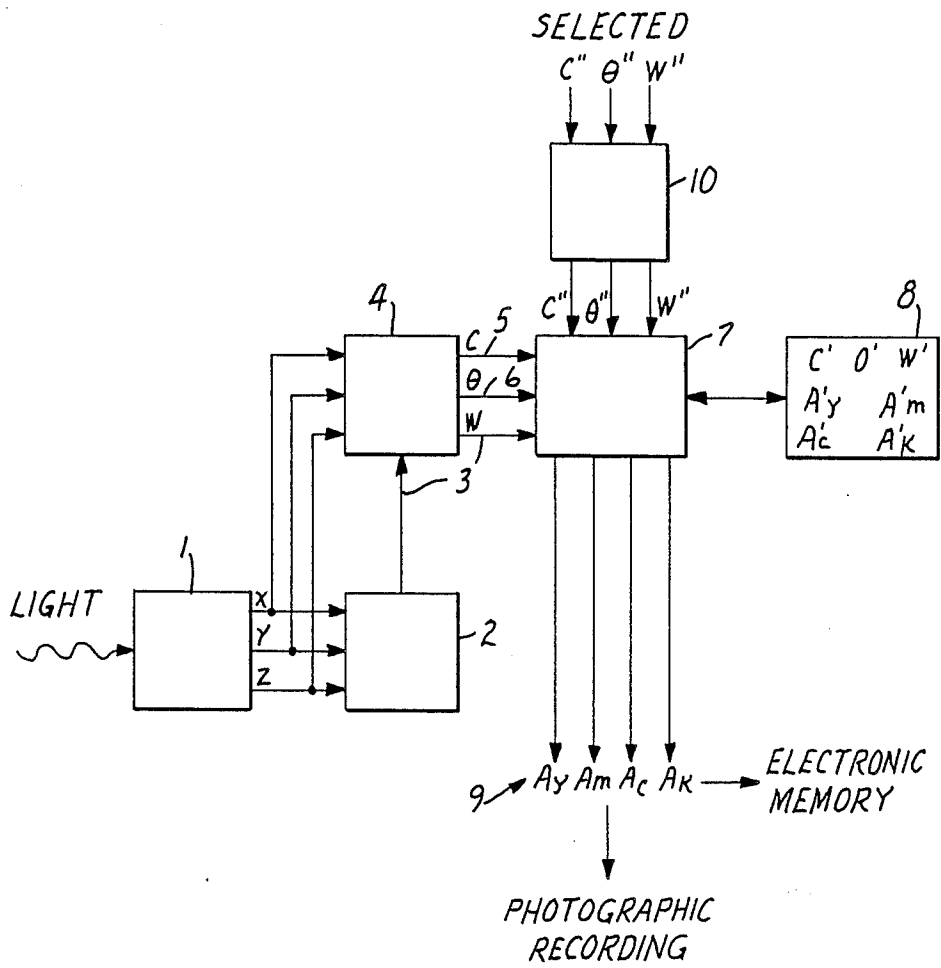 SELECTED
C" θ" W"
10
C" θ" W"
4
C 5
θ 6
W
3
7
8
C' O' W'
A'y A'm
A'c A'k
1
LIGHT
X
Y
Z
2
9 Ay Am Ac Ak
ELECTRONIC
MEMORY
PHOTOGRAPHIC
RECORDING